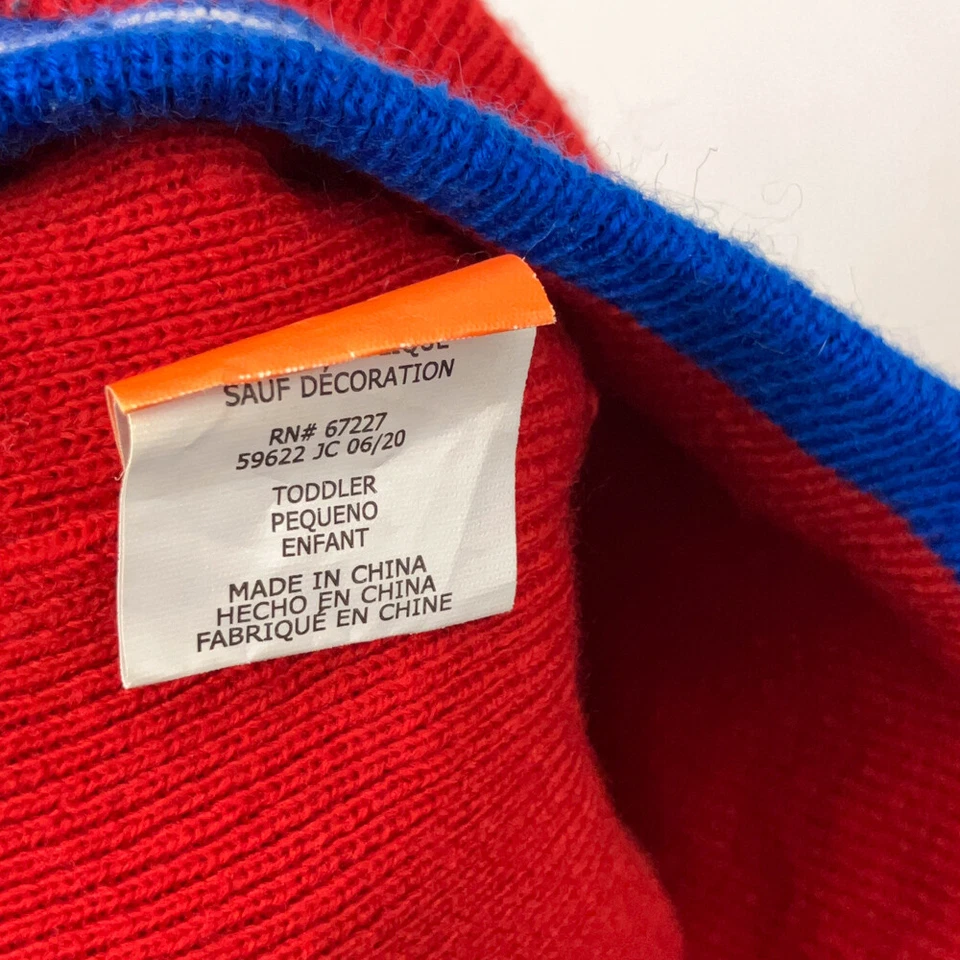 SAUF DÉCORATION
RN# 67227
59622 JC 06/20
TODDLER
PEQUENO
ENFANT
MADE IN CHINA
HECHO EN CHINA
FABRIQUÉ EN CHINE